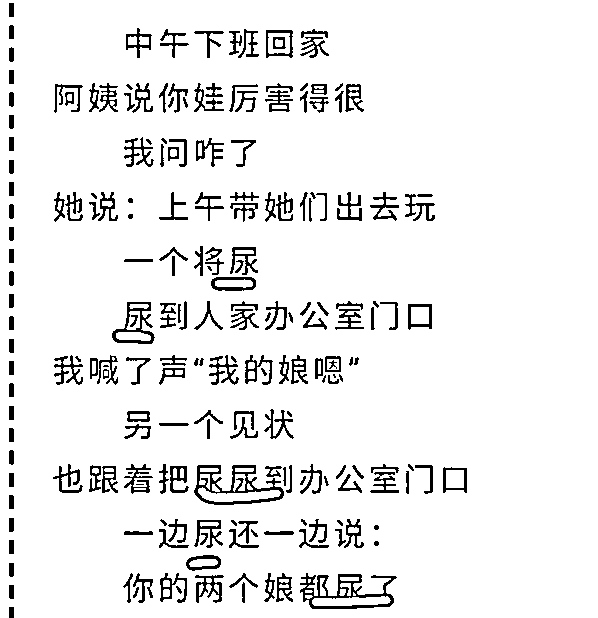 中午下班回家
阿姨说你娃厉害得很
我问咋了
她说：上午带她们出去玩
一个将尿
尿到人家办公室门口
我喊了声“我的娘嗯”
另一个见状
也跟着把尿尿到办公室门口
一边尿还一边说：
你的两个娘都尿了